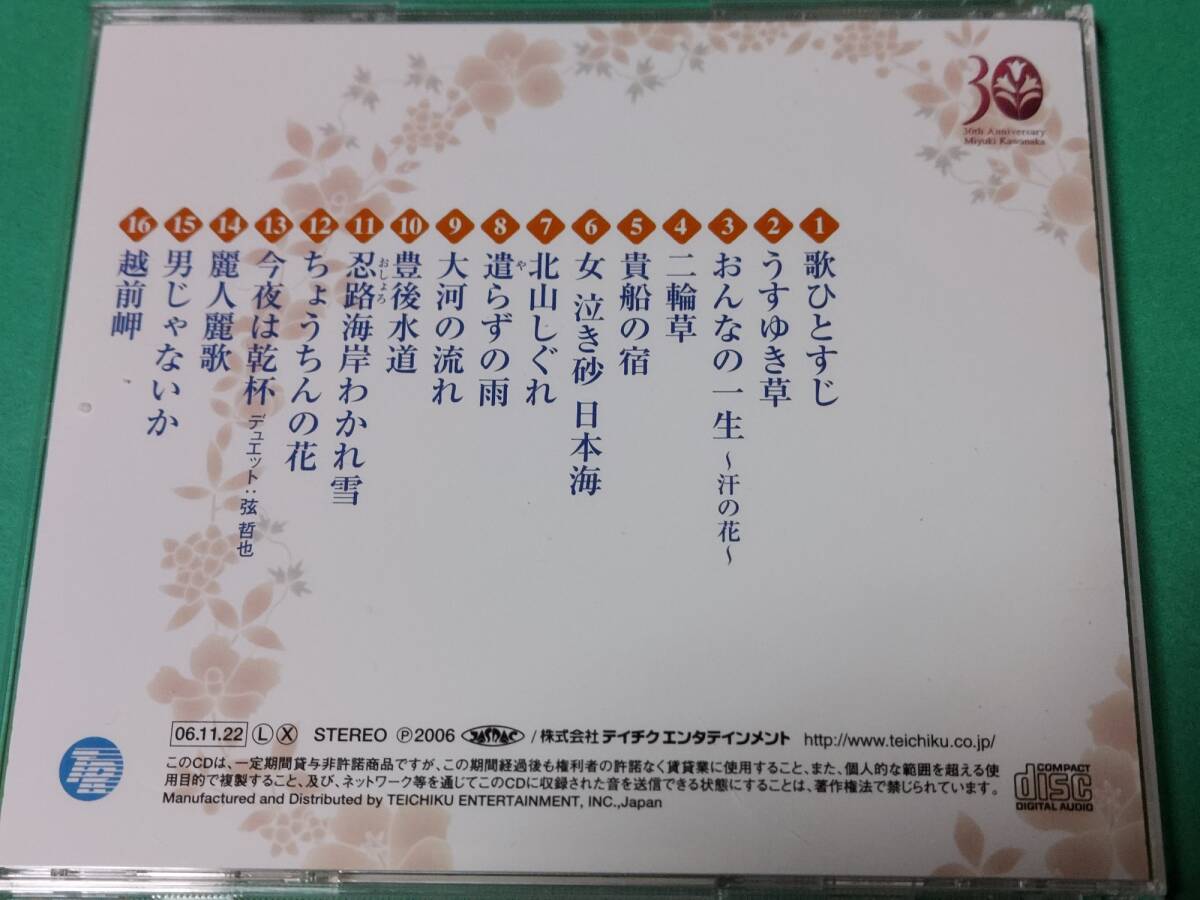 30
30th Anniversary
Miyuki Kawanaka
1 歌ひとすじ
2 うすゆき草
3 おんなの一生 ～汗の花～
4 二輪草
5 貴船の宿
6 女 泣き砂 日本海
7 北山しぐれ
8 遣らずの雨
や
9 大河の流れ
10 豊後水道
11 忍路海岸わかれ雪
おしょろ
12 ちょうちんの花
13 今夜は乾杯 デュエット：弦 哲也
14 麗人麗歌
15 男じゃないか
16 越前岬
06.11.22 Ⓛ Ⓧ STEREO Ⓟ2006 JASRAC /株式会社 テイチクエンタテインメント http://www.teichiku.co.jp/
このCDは、一定期間貸与非許諾商品ですが、この期間経過後も権利者の許諾なく賃貸業に使用すること、また、個人的な範囲を超える使
用目的で複製すること、及び、ネットワーク等を通じてこのCDに収録された音を送信できる状態にすることは、著作権法で禁じられています。
Manufactured and Distributed by TEICHIKU ENTERTAINMENT, INC.,Japan
COMPACT
disc
DIGITAL AUDIO